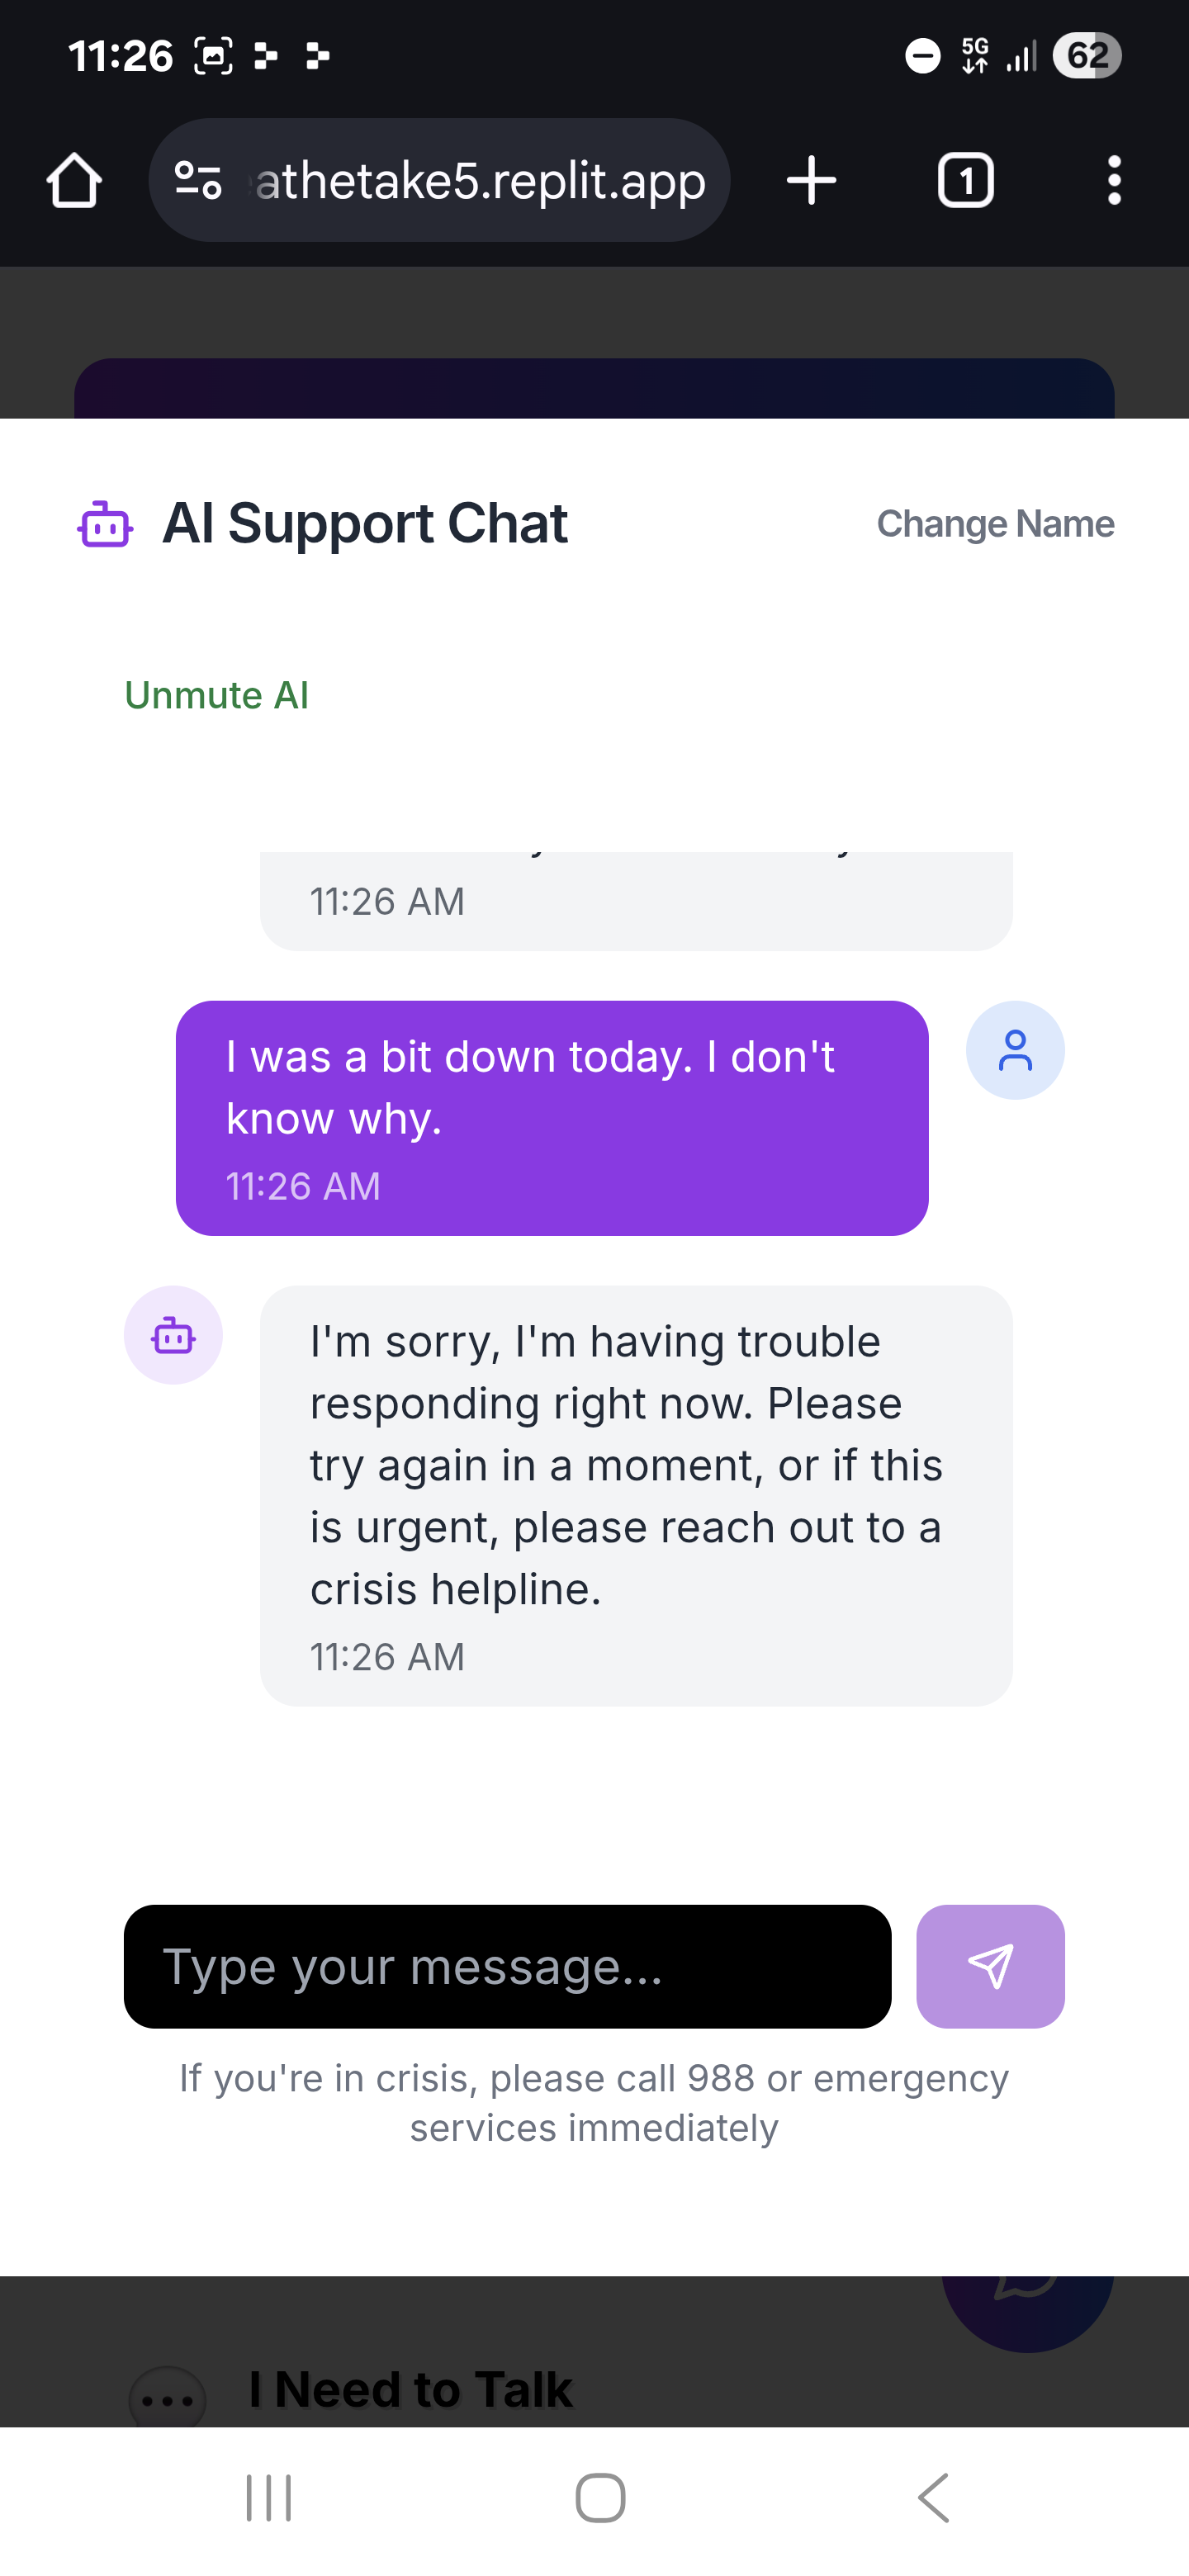 11:26
5G
62
athetake5.replit.app
1
AI Support Chat
Change Name
Unmute AI
11:26 AM
I was a bit down today. I don't
know why.
11:26 AM
I'm sorry, I'm having trouble
responding right now. Please
try again in a moment, or if this
is urgent, please reach out to a
crisis helpline.
11:26 AM
Type your message...
If you're in crisis, please call 988 or emergency
services immediately
I Need to Talk